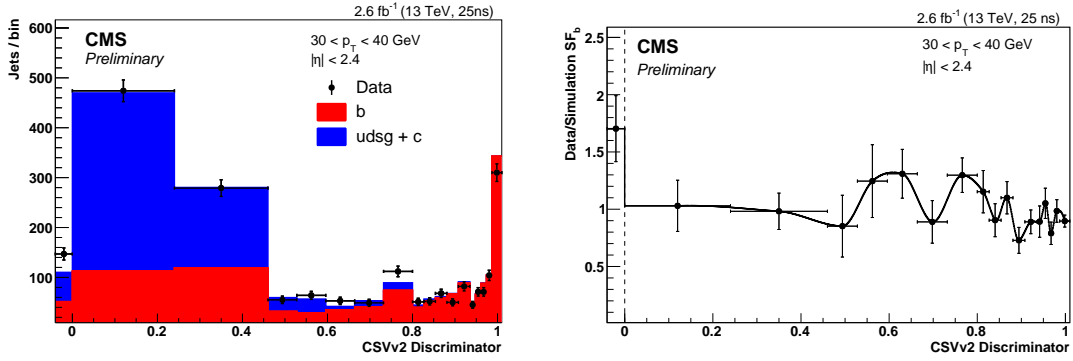 2.6 fb⁻¹ (13 TeV, 25ns)
Jets / bin
600
500
400
300
200
100
CMS
Preliminary
30 < p_T < 40 GeV
|η| < 2.4
Data
b
udsg + c
0
0.2
0.4
0.6
0.8
1
CSVv2 Discriminator
2.6 fb⁻¹ (13 TeV, 25 ns)
Data/Simulation SF_b
2.5
2
1.5
1
0.5
CMS
Preliminary
30 < p_T < 40 GeV
|η| < 2.4
0
0.2
0.4
0.6
0.8
1
CSVv2 Discriminator